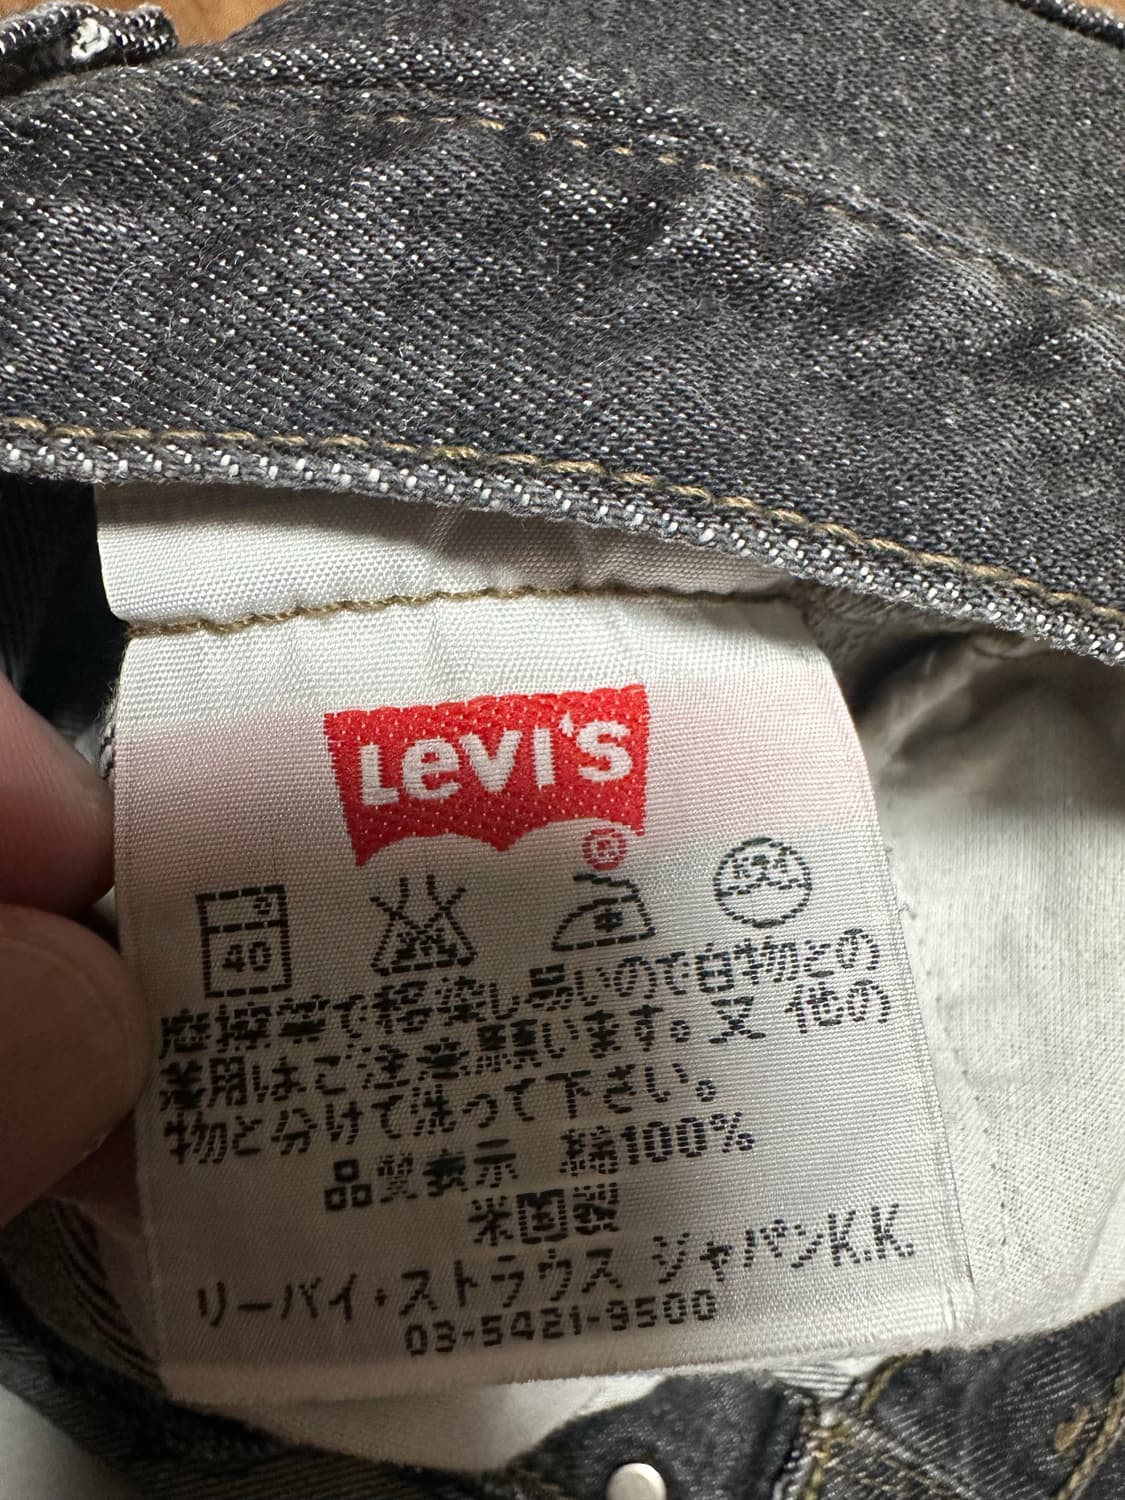 LEVI'S
®
40
摩擦等で移染し易いので白物との
着用はご注意願います。又 他の
物と分けて洗って下さい。
品質表示 綿100%
米国製
リーバイ・ストラウス ジャパンK.K.
03-5421-9500